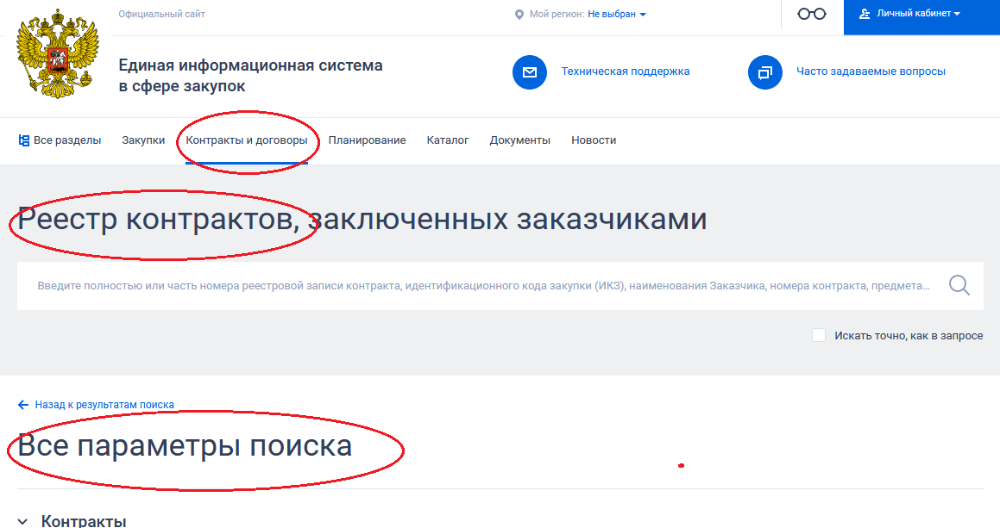 Официальный сайт
Мой регион: Не выбран
Личный кабинет
Единая информационная система
в сфере закупок
Техническая поддержка
Часто задаваемые вопросы
Все разделы Закупки Контракты и договоры Планирование Каталог Документы Новости
Реестр контрактов, заключенных заказчиками
Введите полностью или часть номера реестровой записи контракта, идентификационного кода закупки (ИКЗ), наименования Заказчика, номера контракта, предмета...
Искать точно, как в запросе
Назад к результатам поиска
Все параметры поиска
Контракты